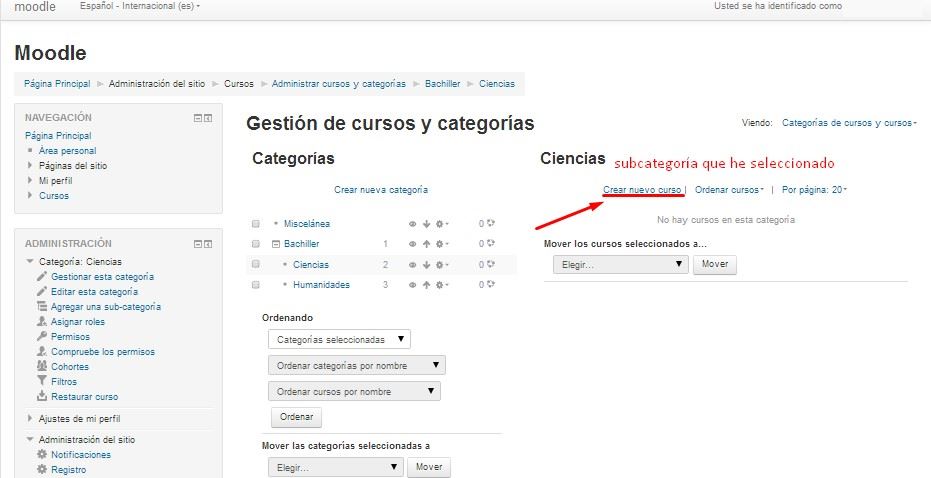 moodle Español - Internacional (es) Usted se ha identificado como
Moodle
Página Principal Administración del sitio Cursos Administrar cursos y categorías Bachiller Ciencias
NAVEGACIÓN
Página Principal
Área personal
Páginas del sitio
Mi perfil
Cursos
ADMINISTRACIÓN
Categoría: Ciencias
Gestionar esta categoría
Editar esta categoría
Agregar una sub-categoría
Asignar roles
Permisos
Compruebe los permisos
Cohortes
Filtros
Restaurar curso
Ajustes de mi perfil
Administración del sitio
Notificaciones
Registro
Gestión de cursos y categorías
Viendo: Categorías de cursos y cursos
Categorías
Crear nueva categoría
Miscelánea 0
Bachiller 1 0
Ciencias 2 0
Humanidades 3 0
Ordenando
Categorías seleccionadas
Ordenar categorías por nombre
Ordenar cursos por nombre
Ordenar
Mover las categorías seleccionadas a
Elegir... Mover
Ciencias subcategoría que he seleccionado
Crear nuevo curso | Ordenar cursos | Por página: 20
No hay cursos en esta categoría
Mover los cursos seleccionados a...
Elegir... Mover